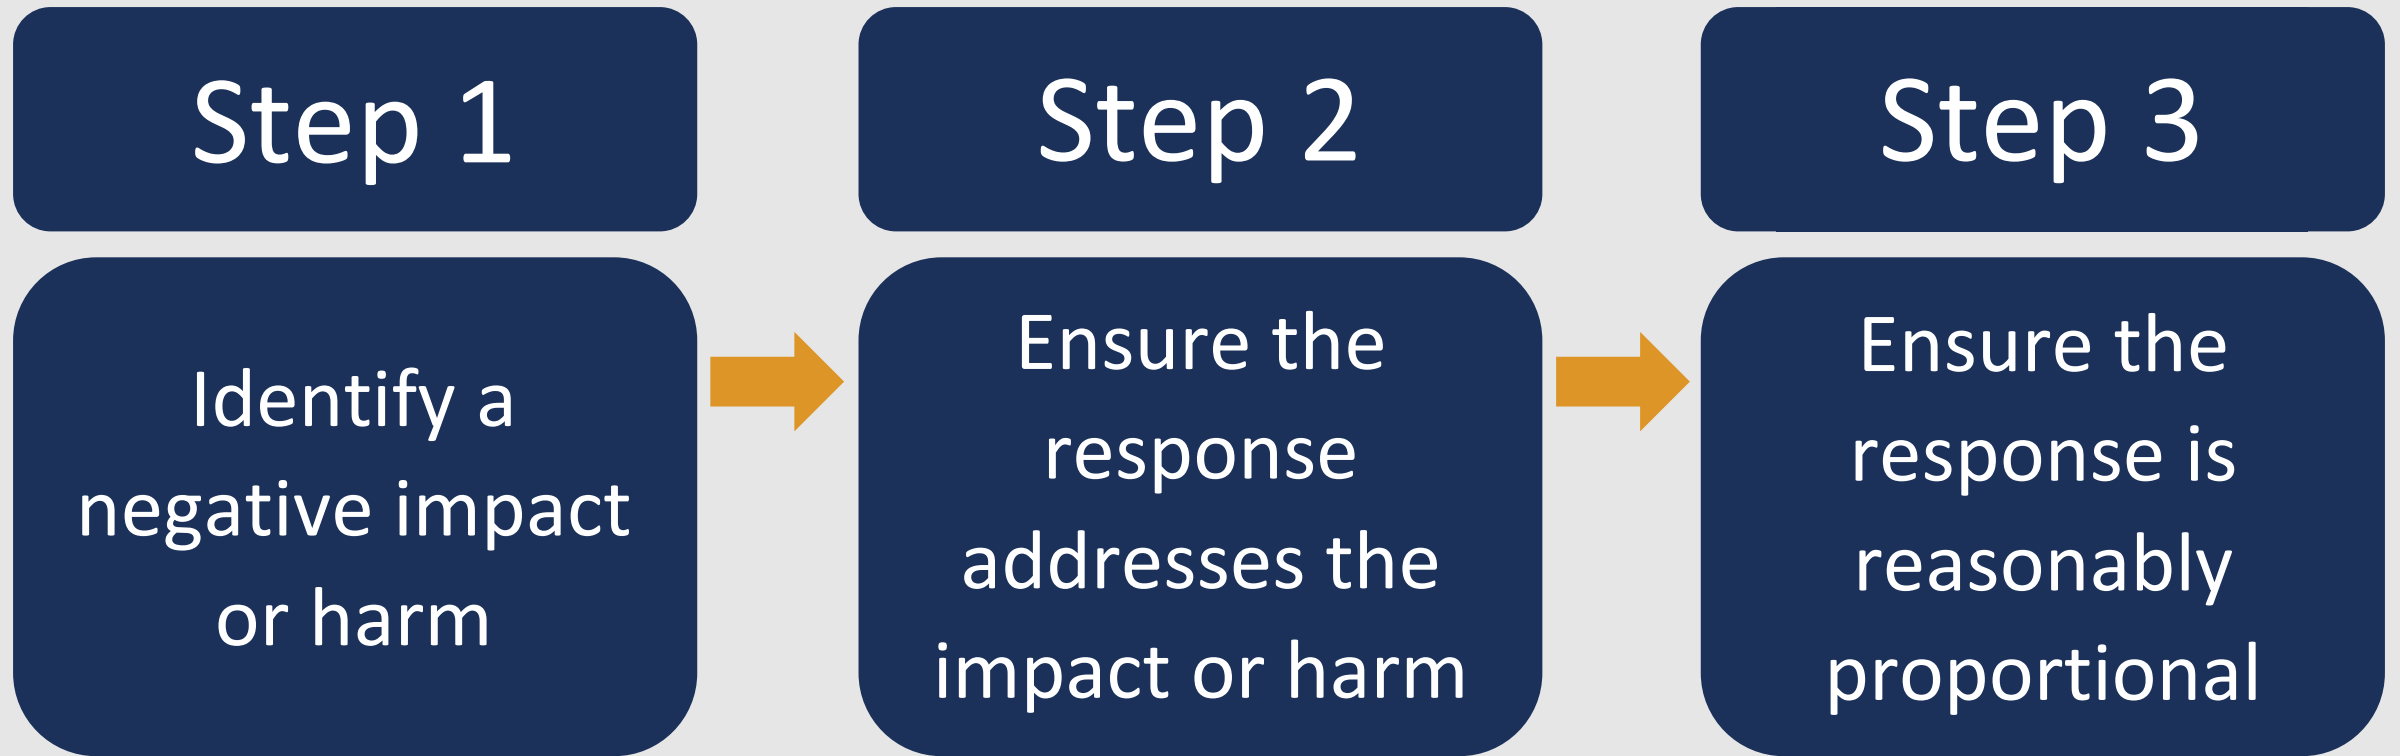 Step 1
Identify a
negative impact
or harm
Step 2
Ensure the
response
addresses the
impact or harm
Step 3
Ensure the
response is
reasonably
proportional